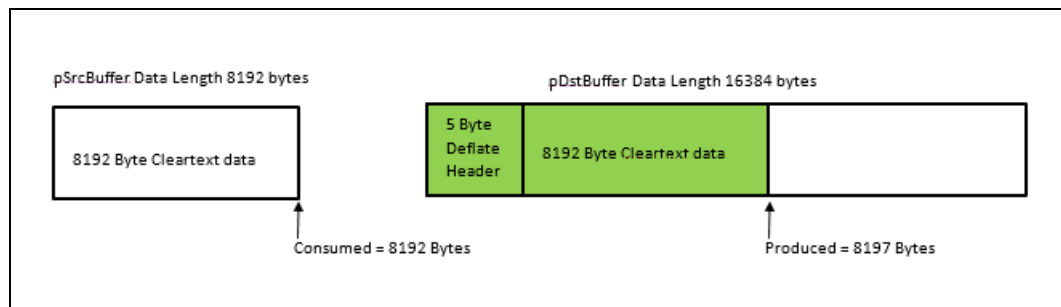 pSrcBuffer Data Length 8192 bytes
pDstBuffer Data Length 16384 bytes
8192 Byte Cleartext data
5 Byte
Deflate
Header
8192 Byte Cleartext data
Consumed = 8192 Bytes
Produced = 8197 Bytes